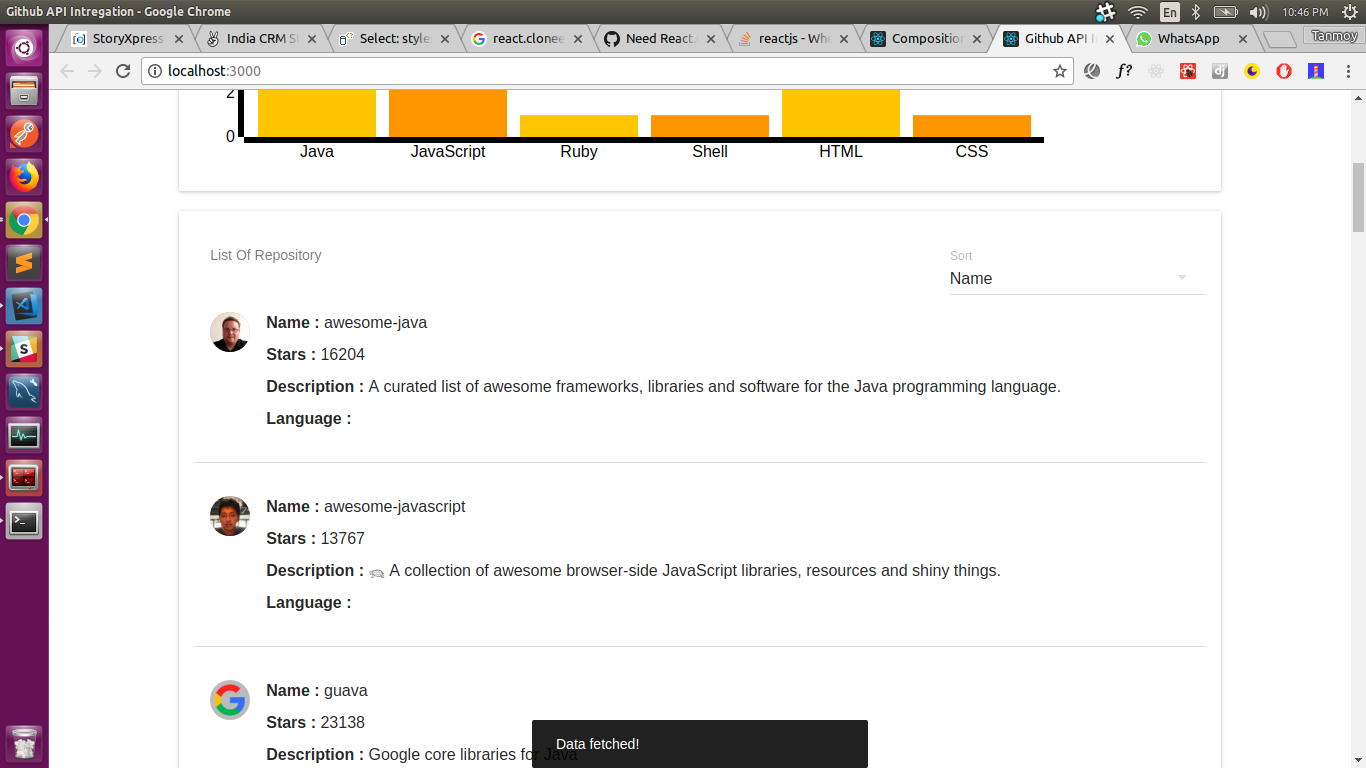 Github API Intregation - Google Chrome
En
10:46 PM
StoryXpress
India CRM S
Select: style
react.clonee
Need React.
reactjs - Whe
Composition
Github API I
WhatsApp
Tanmoy
localhost:3000
f?
2
0
Java JavaScript Ruby Shell HTML CSS
List Of Repository
Sort
Name
Name : awesome-java
Stars : 16204
Description : A curated list of awesome frameworks, libraries and software for the Java programming language.
Language :
Name : awesome-javascript
Stars : 13767
Description : 🐢 A collection of awesome browser-side JavaScript libraries, resources and shiny things.
Language :
Name : guava
Stars : 23138
Description : Google core libraries for Java
Data fetched!